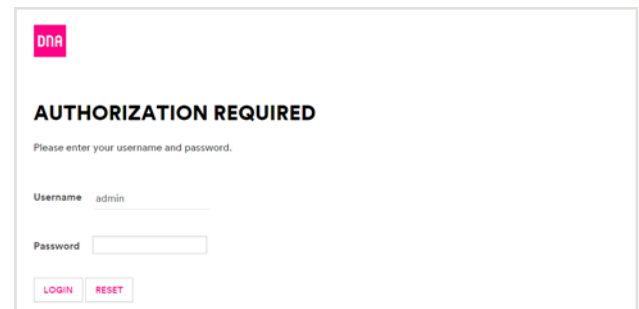 DNA
AUTHORIZATION REQUIRED
Please enter your username and password.
Username admin
Password
LOGIN RESET